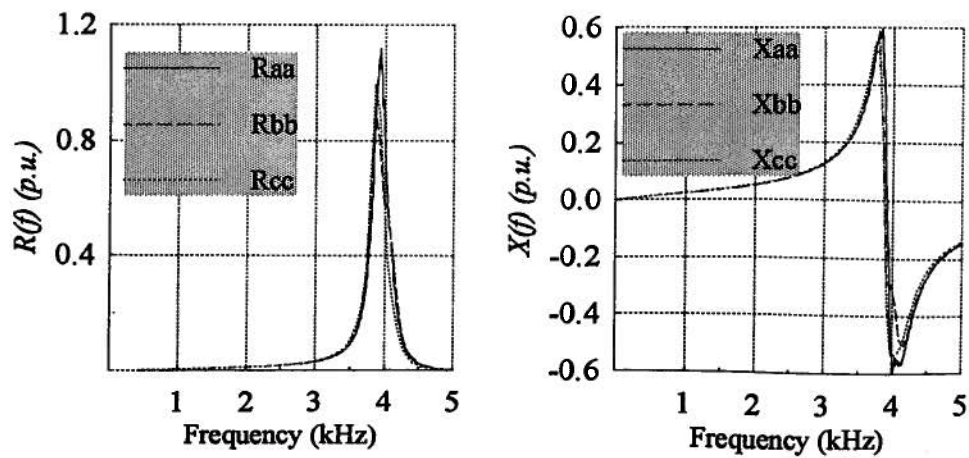 1.2
0.8
0.4
R(f) (p.u.)
Raa
Rbb
Rcc
1 2 3 4 5
Frequency (kHz)
0.6
0.4
0.2
0.0
-0.2
-0.4
-0.6
X(f) (p.u.)
Xaa
Xbb
Xcc
1 2 3 4 5
Frequency (kHz)